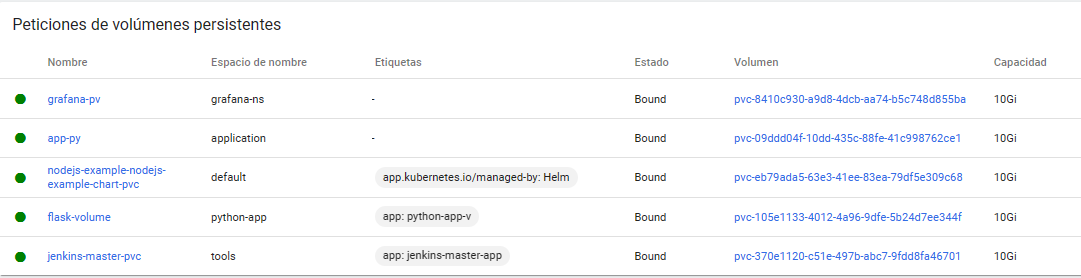 Peticiones de volúmenes persistentes
Nombre Espacio de nombre Etiquetas Estado Volumen Capacidad
grafana-pv grafana-ns - Bound pvc-8410c930-a9d8-4dcb-aa74-b5c748d855ba 10Gi
app-py application - Bound pvc-09ddd04f-10dd-435c-88fe-41c998762ce1 10Gi
nodejs-example-nodejs-
example-chart-pvc default app.kubernetes.io/managed-by: Helm Bound pvc-eb79ada5-63e3-41ee-83ea-79df5e309c68 10Gi
flask-volume python-app app: python-app-v Bound pvc-105e1133-4012-4a96-9dfe-5b24d7ee344f 10Gi
jenkins-master-pvc tools app: jenkins-master-app Bound pvc-370e1120-c51e-497b-abc7-9fdd8fa46701 10Gi